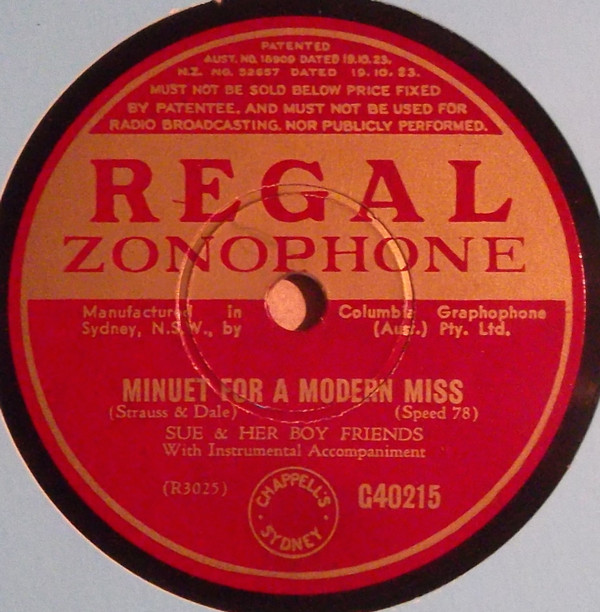 PATENTED
AUST. NO. 18909 DATED 19.10.23.
N.Z. NO. 52657 DATED 19.10.23.
MUST NOT BE SOLD BELOW PRICE FIXED
BY PATENTEE, AND MUST NOT BE USED FOR
RADIO BROADCASTING, NOR PUBLICLY PERFORMED.
REGAL
ZONOPHONE
Manufactured in Columbia Graphophone
Sydney, N.S.W., by (Aust.) Pty. Ltd.
MINUET FOR A MODERN MISS
(Strauss & Dale) (Speed 78)
SUE & HER BOY FRIENDS
With Instrumental Accompaniment
(R3025) CHAPPELL'S G40215
SYDNEY